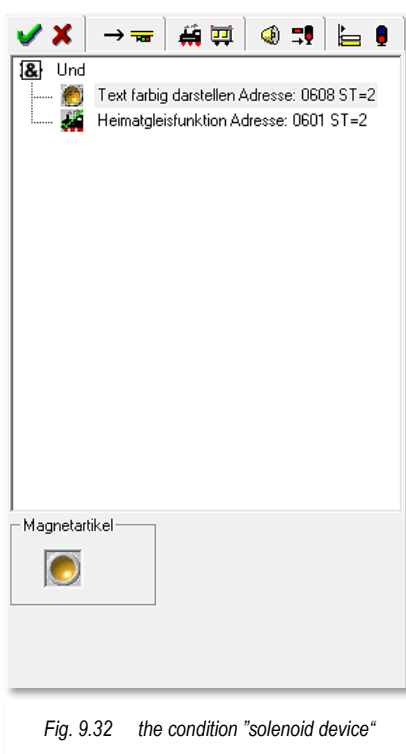 & Und
Text farbig darstellen Adresse: 0608 ST=2
Heimatgleisfunktion Adresse: 0601 ST=2
Magnetartikel
Fig. 9.32 the condition ”solenoid device“